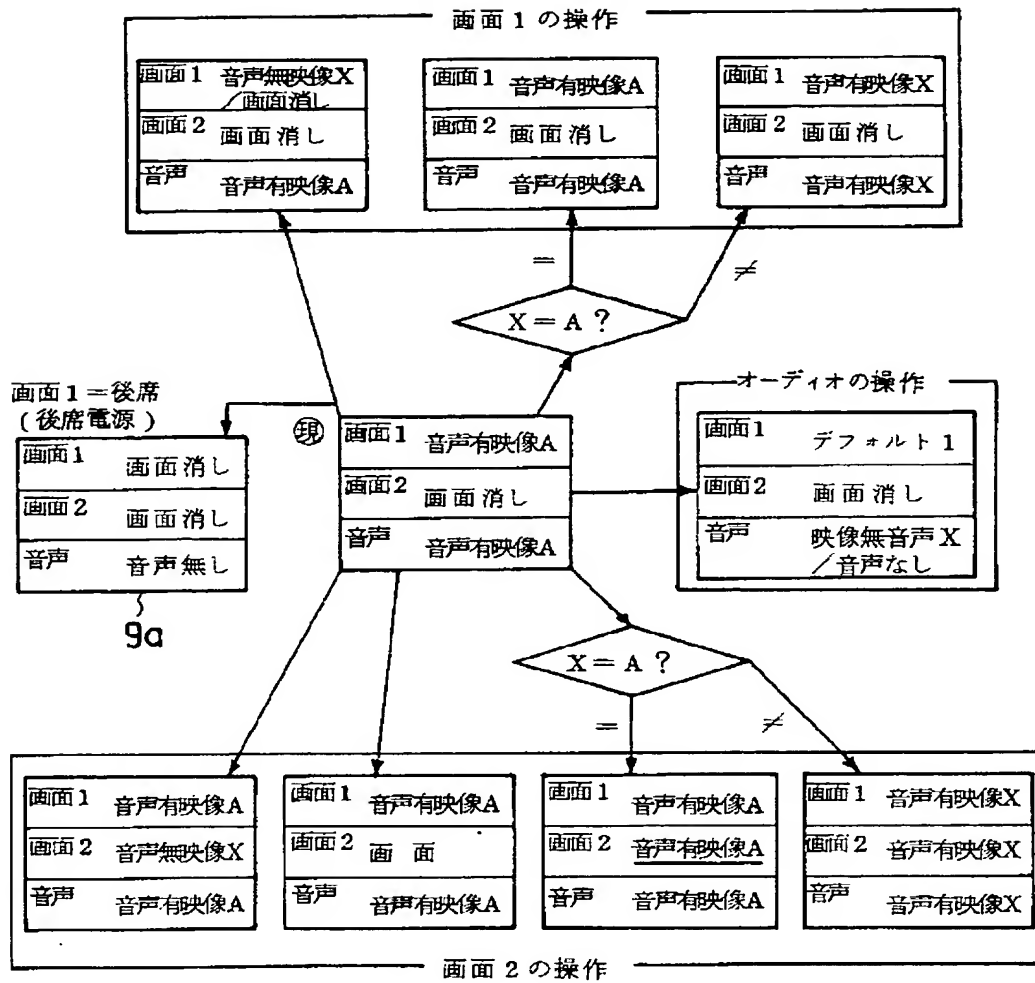 画面1の操作
画面1 音声無映像X
/画面消し
画面2 画面消し
音声 音声有映像A
画面1 音声有映像A
画面2 画面消し
音声 音声有映像A
画面1 音声有映像X
画面2 画面消し
音声 音声有映像X
=
≠
X=A?
画面1=後席
(後席電源)
画面1 画面消し
画面2 画面消し
音声 音声無し
9a
現
画面1 音声有映像A
画面2 画面消し
音声 音声有映像A
オーディオの操作
画面1 デフォルト1
画面2 画面消し
音声 映像無音声X
/音声なし
X=A?
=
≠
画面1 音声有映像A
画面2 音声無映像X
音声 音声有映像A
画面1 音声有映像A
画面2 画面
音声 音声有映像A
画面1 音声有映像A
画面2 音声有映像A
音声 音声有映像A
画面1 音声有映像X
画面2 音声有映像X
音声 音声有映像X
画面2の操作